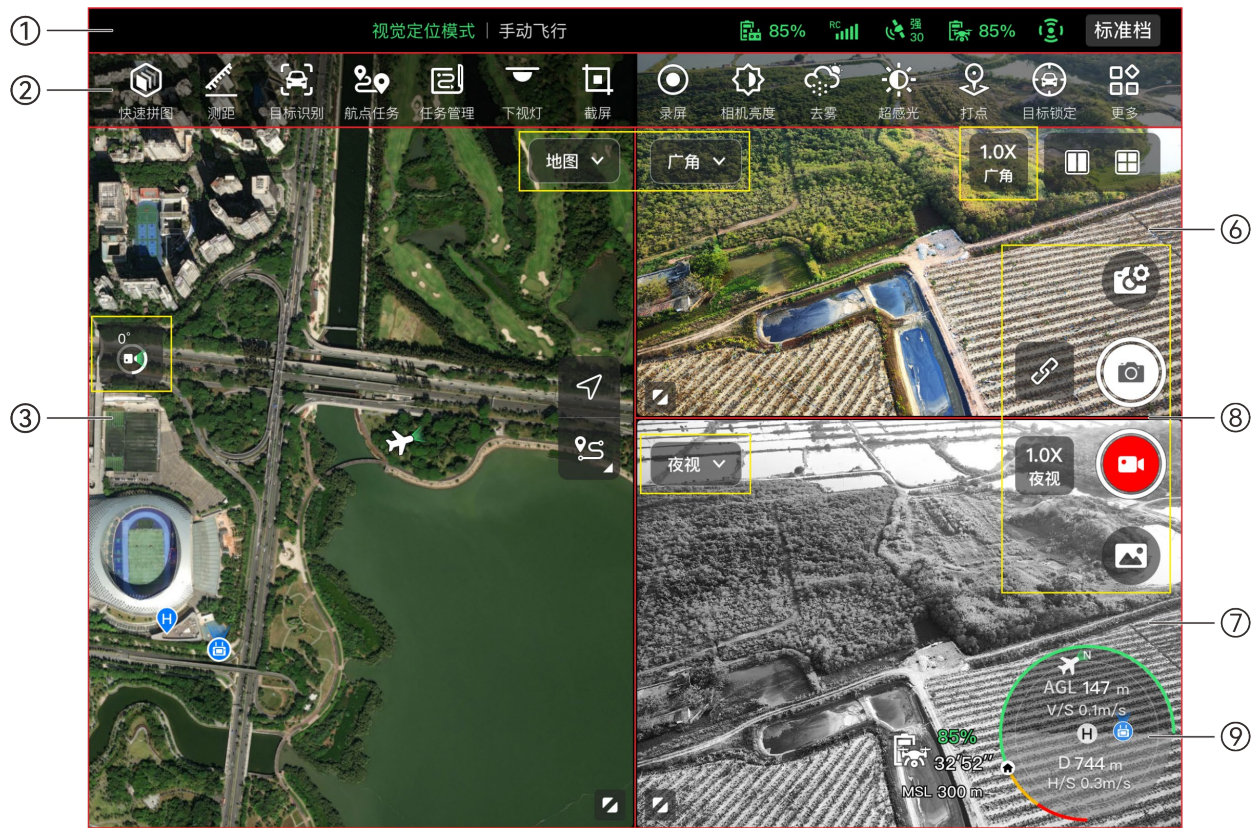 ①
视觉定位模式 | 手动飞行
85%
RC
强
30
85%
标准档
②
快速拼图
测距
目标识别
航点任务
任务管理
下视灯
截屏
录屏
相机亮度
去雾
超感光
打点
目标锁定
更多
地图
广角
1.0X
广角
⑥
0°
③
⑧
夜视
1.0X
夜视
H
⑦
N
AGL 147 m
V/S 0.1m/s
H
⑨
85%
32'52"
D 744 m
H/S 0.3m/s
MSL 300 m